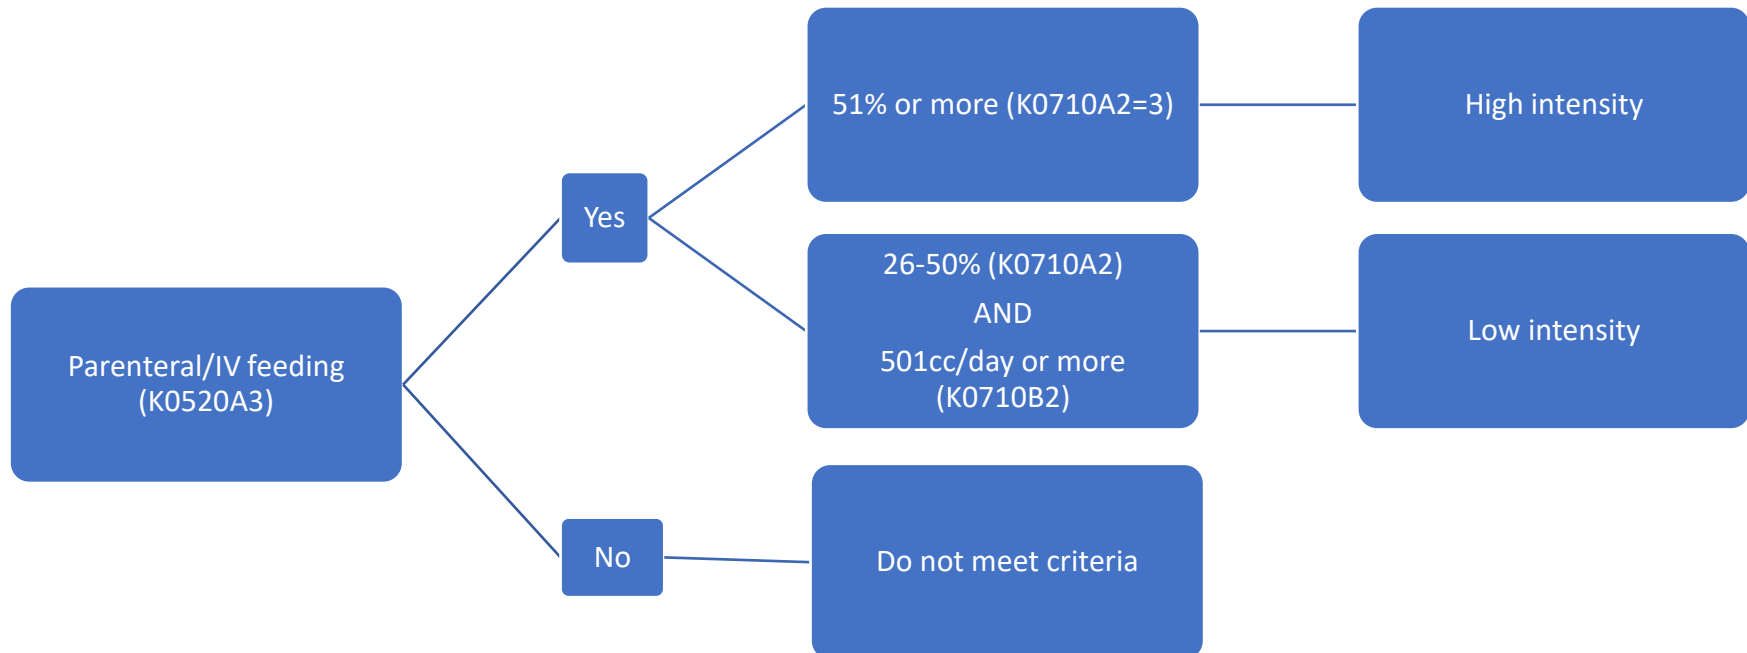 Parenteral/IV feeding
(K0520A3)
Yes
51% or more (K0710A2=3)
High intensity
26-50% (K0710A2)
AND
501cc/day or more
(K0710B2)
Low intensity
No
Do not meet criteria